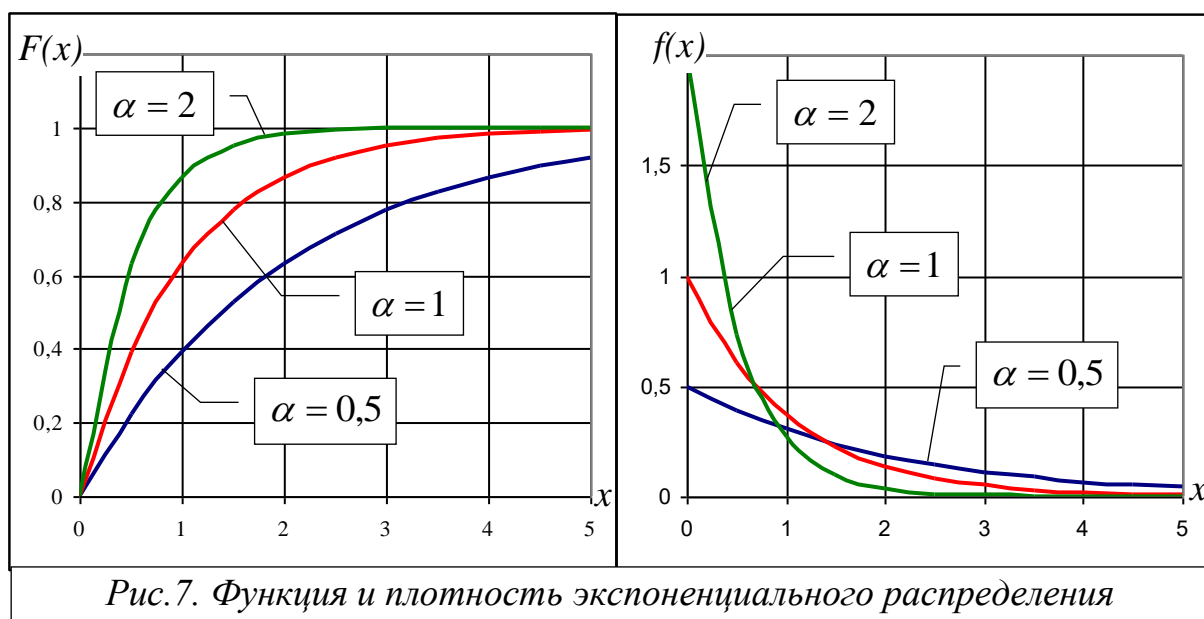 F(x)
α = 2
1
0,8
0,6
α = 1
0,4
α = 0,5
0,2
0
x
0 1 2 3 4 5
f(x)
α = 2
1,5
α = 1
1
α = 0,5
0,5
0
x
0 1 2 3 4 5
Рис.7. Функция и плотность экспоненциального распределения